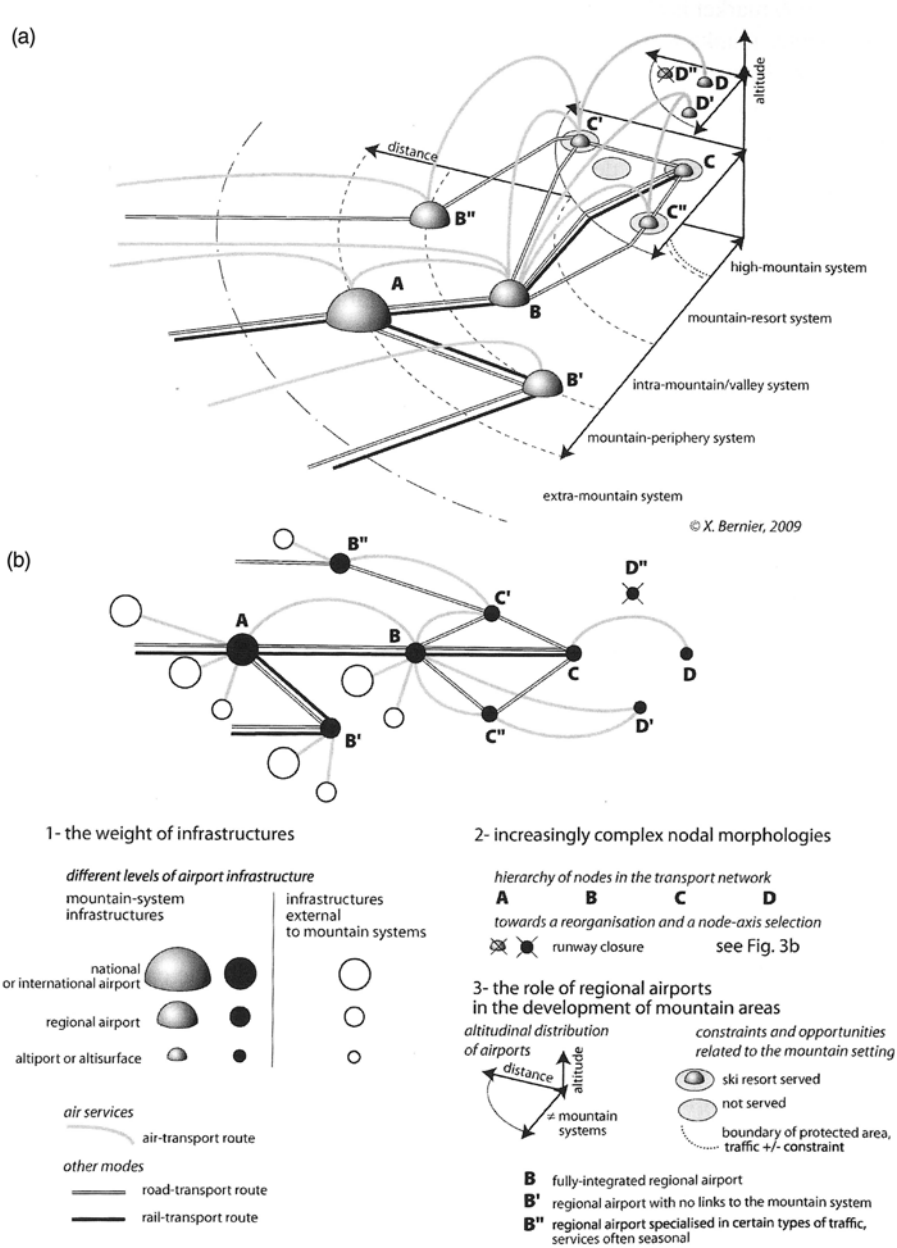 (a)
altitude
D"
D
D'
C'
distance
C
C"
B"
A
B
B'
high-mountain system
mountain-resort system
intra-mountain/valley system
mountain-periphery system
extra-mountain system
© X. Bernier, 2009
(b)
B"
D"
C'
A
B
C
D
B'
C"
D'
1- the weight of infrastructures
different levels of airport infrastructure
mountain-system
infrastructures
infrastructures
external
to mountain systems
national
or international airport
regional airport
altiport or altisurface
air services
air-transport route
other modes
road-transport route
rail-transport route
2- increasingly complex nodal morphologies
hierarchy of nodes in the transport network
A B C D
towards a reorganisation and a node-axis selection
runway closure see Fig. 3b
3- the role of regional airports
in the development of mountain areas
altitudinal distribution
of airports
distance
altitude
≠ mountain
systems
constraints and opportunities
related to the mountain setting
ski resort served
not served
boundary of protected area,
traffic +/- constraint
B fully-integrated regional airport
B' regional airport with no links to the mountain system
B" regional airport specialised in certain types of traffic,
services often seasonal